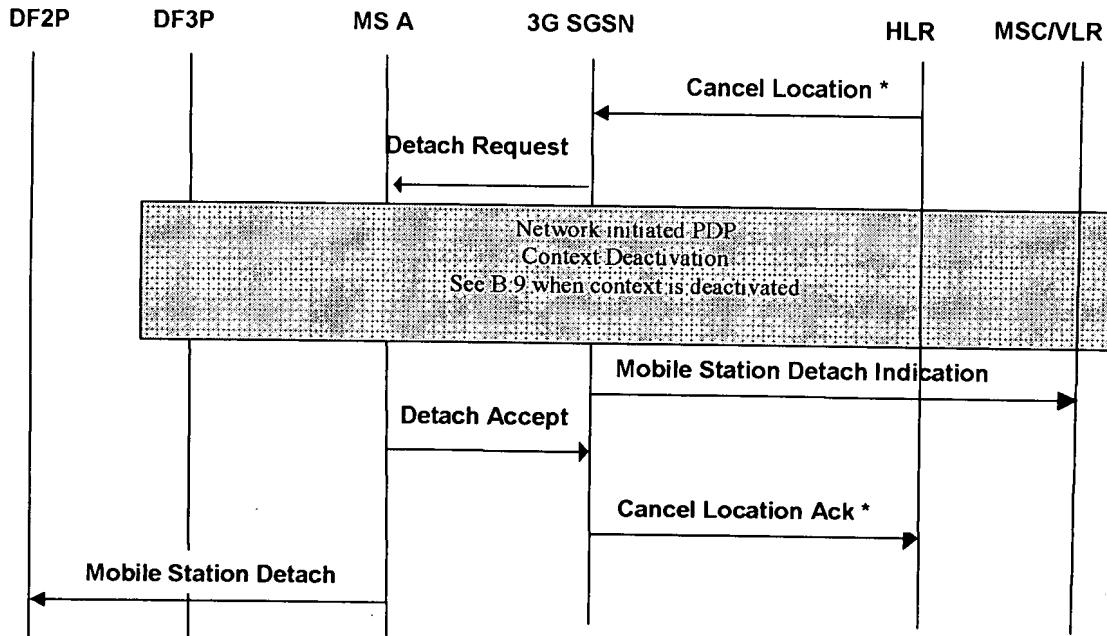 DF2P DF3P MS A 3G SGSN HLR MSC/VLR
Cancel Location *
Detach Request
Network initiated PDP
Context Deactivation
See B.9 when context is deactivated
Mobile Station Detach Indication
Detach Accept
Cancel Location Ack *
Mobile Station Detach